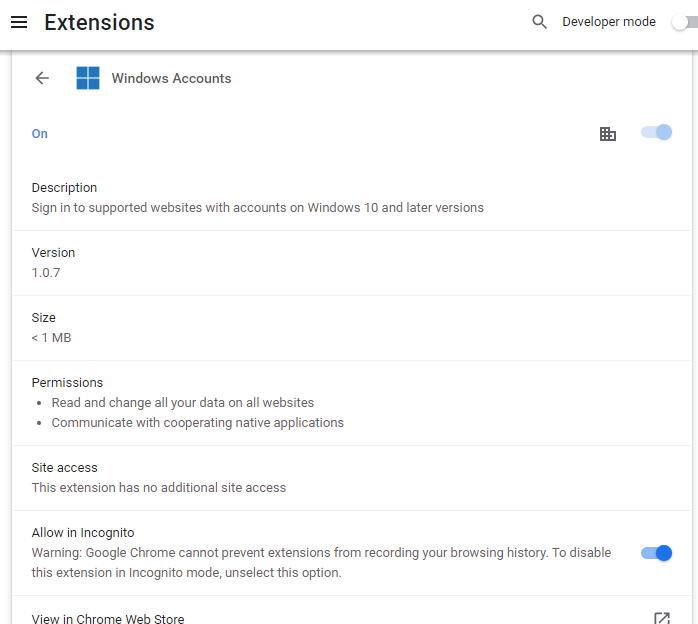 Extensions
Developer mode
Windows Accounts
On
Description
Sign in to supported websites with accounts on Windows 10 and later versions
Version
1.0.7
Size
< 1 MB
Permissions
• Read and change all your data on all websites
• Communicate with cooperating native applications
Site access
This extension has no additional site access
Allow in Incognito
Warning: Google Chrome cannot prevent extensions from recording your browsing history. To disable
this extension in Incognito mode, unselect this option.
View in Chrome Web Store